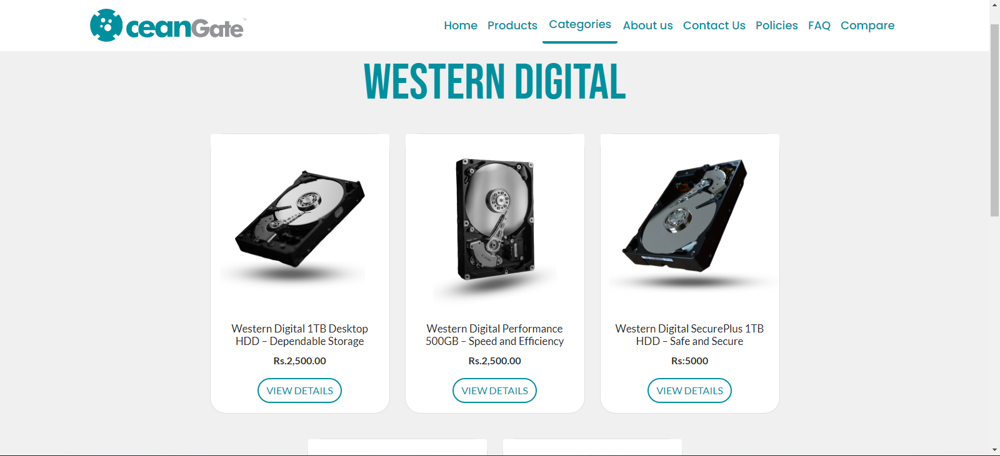 ceanGate™
Home Products Categories About us Contact Us Policies FAQ Compare
WESTERN DIGITAL
Western Digital 1TB Desktop
HDD – Dependable Storage
Rs.2,500.00
VIEW DETAILS
Western Digital Performance
500GB – Speed and Efficiency
Rs.2,500.00
VIEW DETAILS
Western Digital SecurePlus 1TB
HDD – Safe and Secure
Rs:5000
VIEW DETAILS